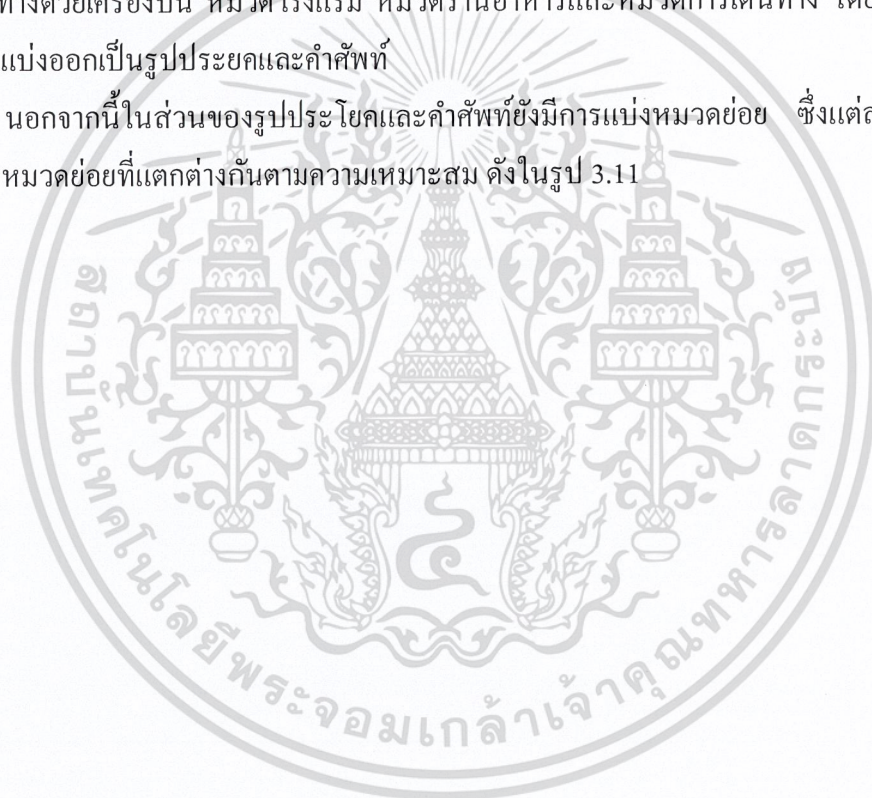 ทางด้วยเครื่องบิน หมวดโรงแรม หมวดร้านอาหารและหมวดการเดินทาง โดย
แบ่งออกเป็นรูปประยคและคำศัพท์
นอกจากนี้ในส่วนของรูปประโยคและคำศัพท์ยังมีการแบ่งหมวดย่อย ซึ่งแต่ล
หมวดย่อยที่แตกต่างกันตามความเหมาะสม ดังในรูป 3.11
สถาบันเทคโนโลยีพระจอมเกล้าเจ้าคุณทหารลาดกระบัง